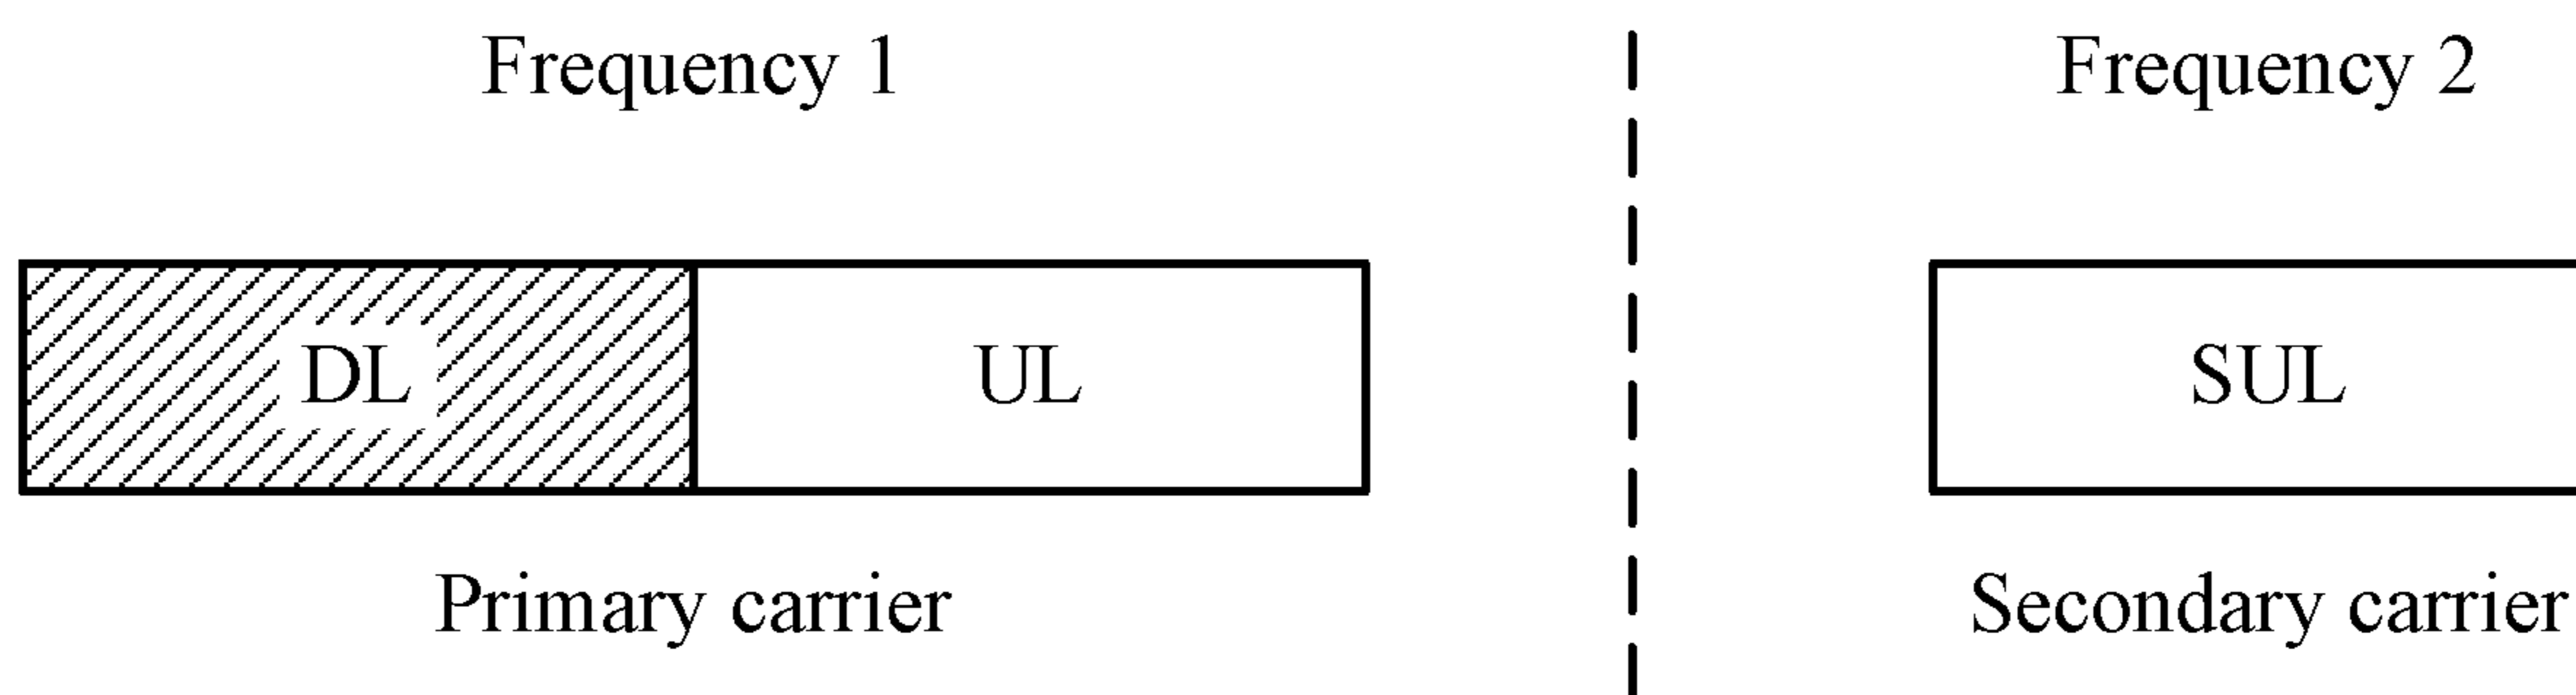 Frequency 1
Frequency 2
DL
UL
SUL
Primary carrier
Secondary carrier